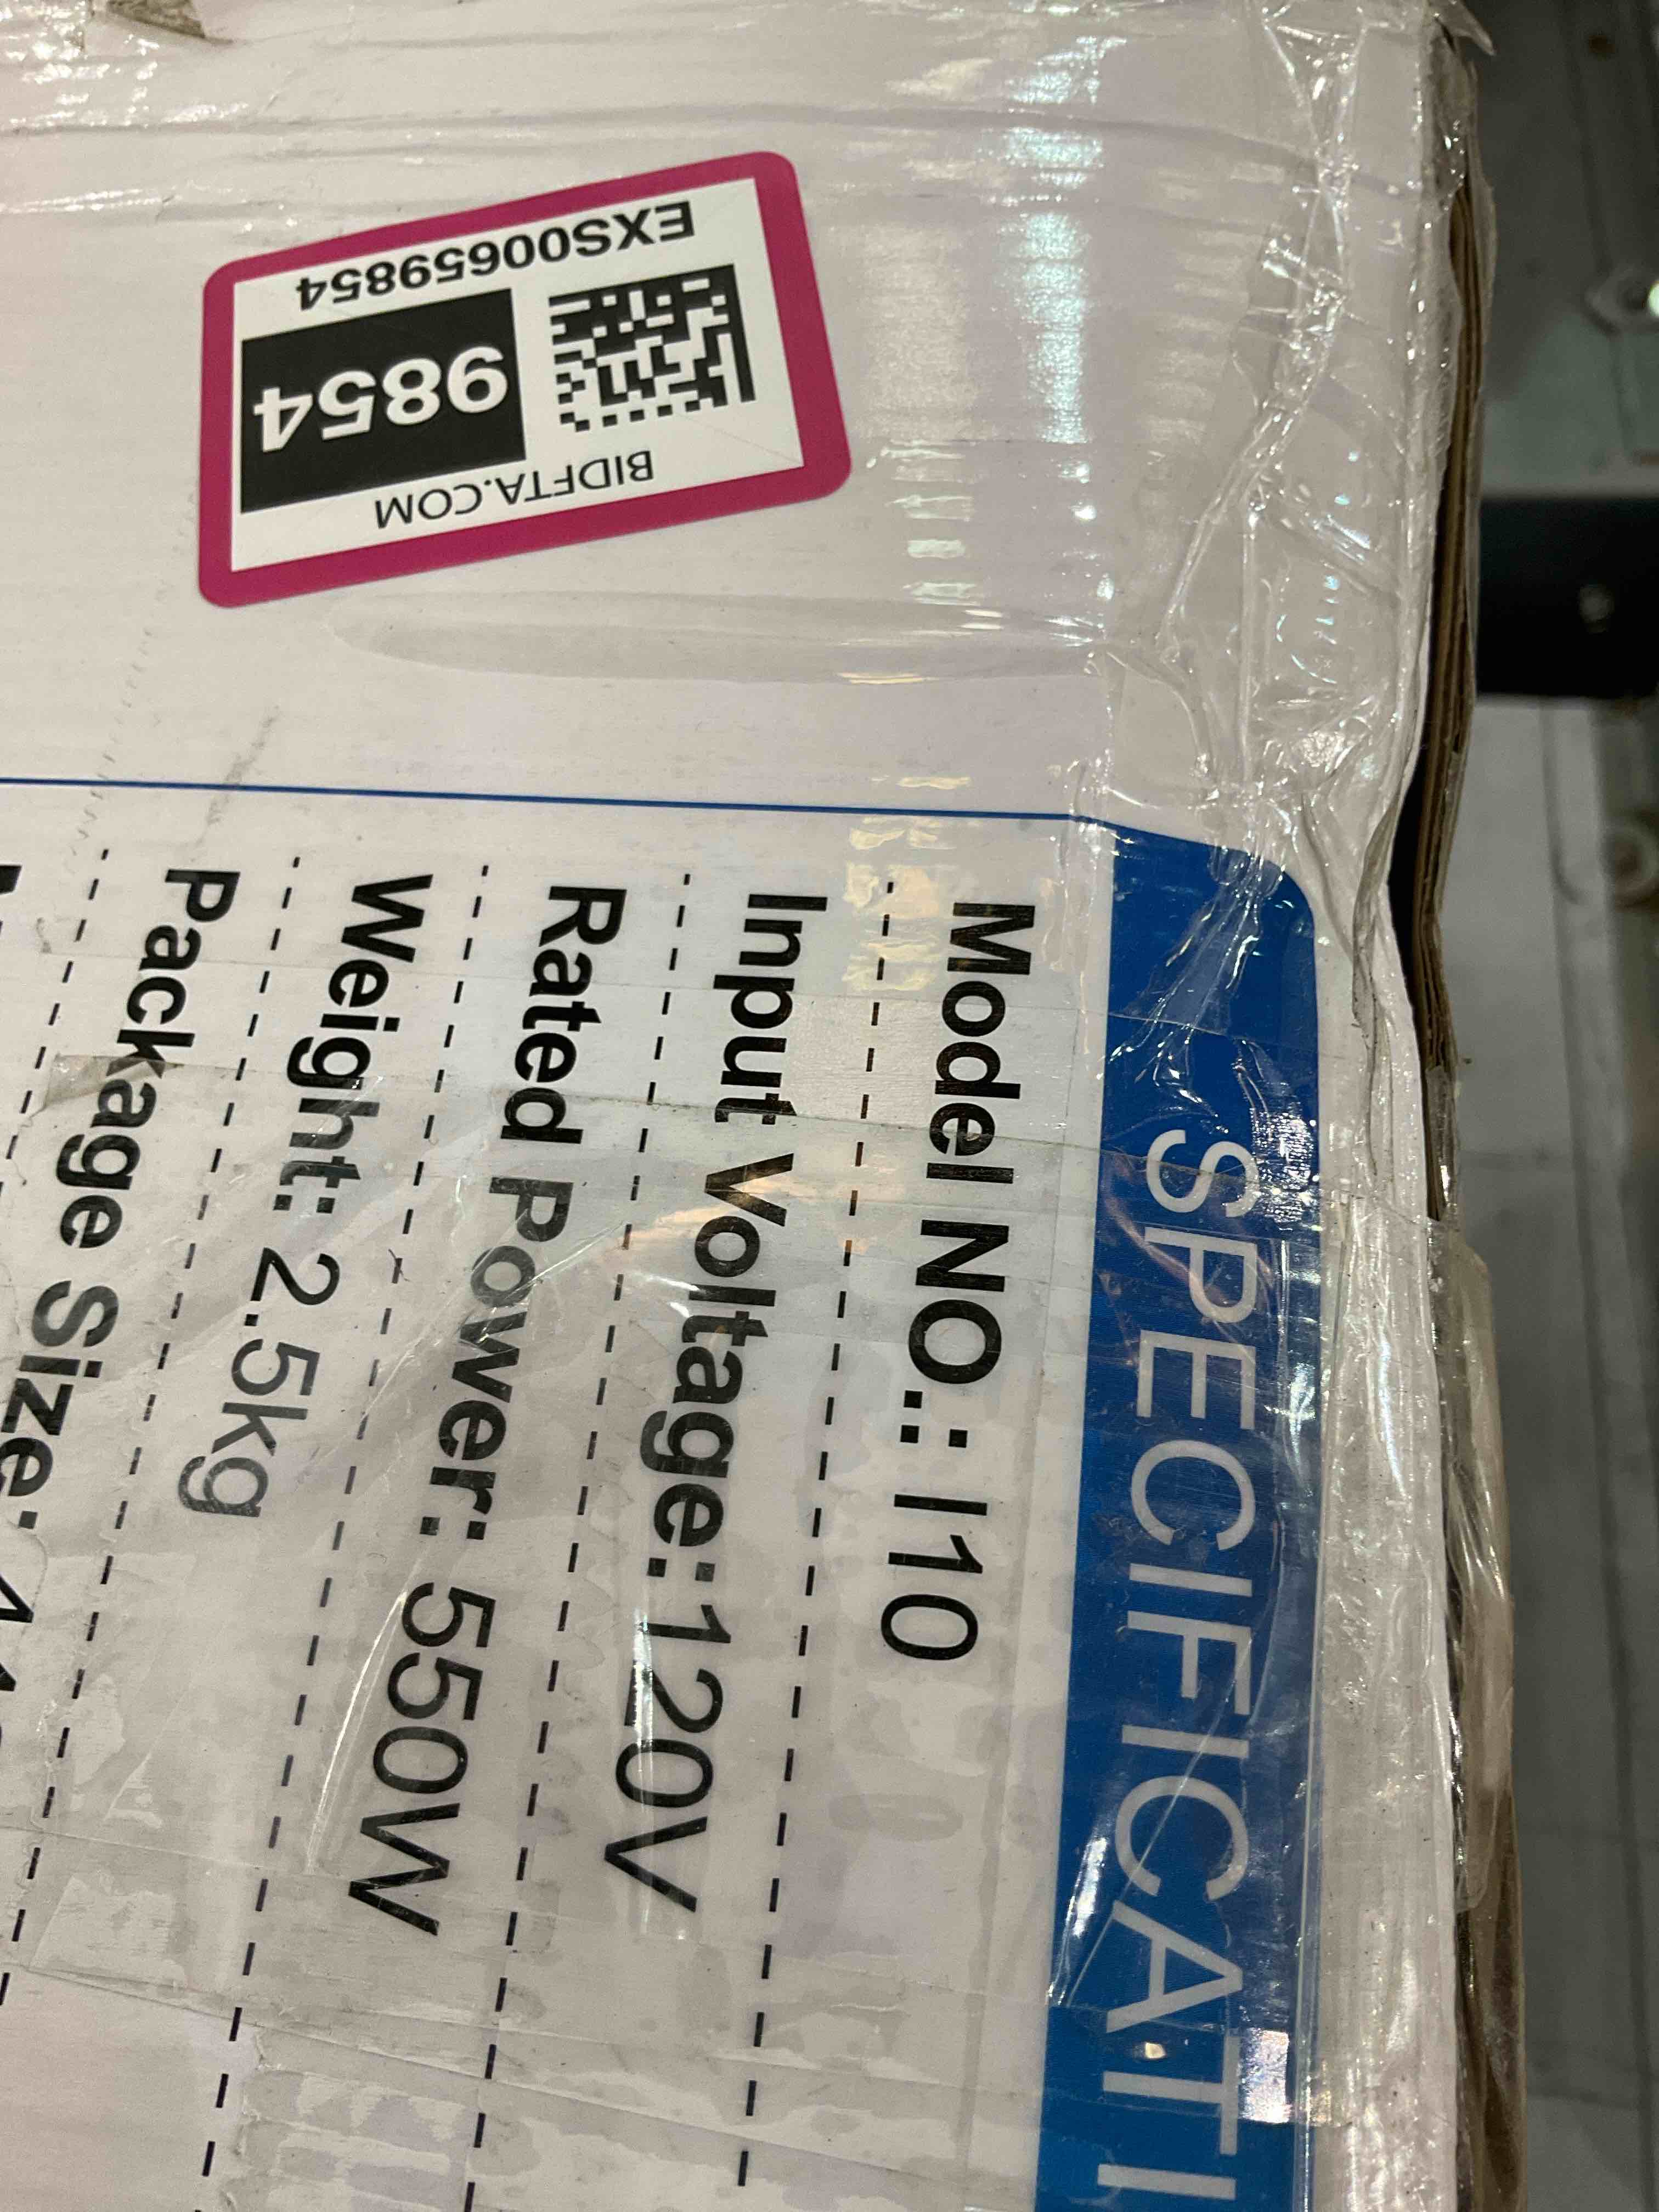 EXS00659854
9854
BIDFTA.COM
SPECIFICATI
Model NO.: I10
Input Voltage: 120V
Rated Power: 550W
Weight: 2.5kg
Package Size: